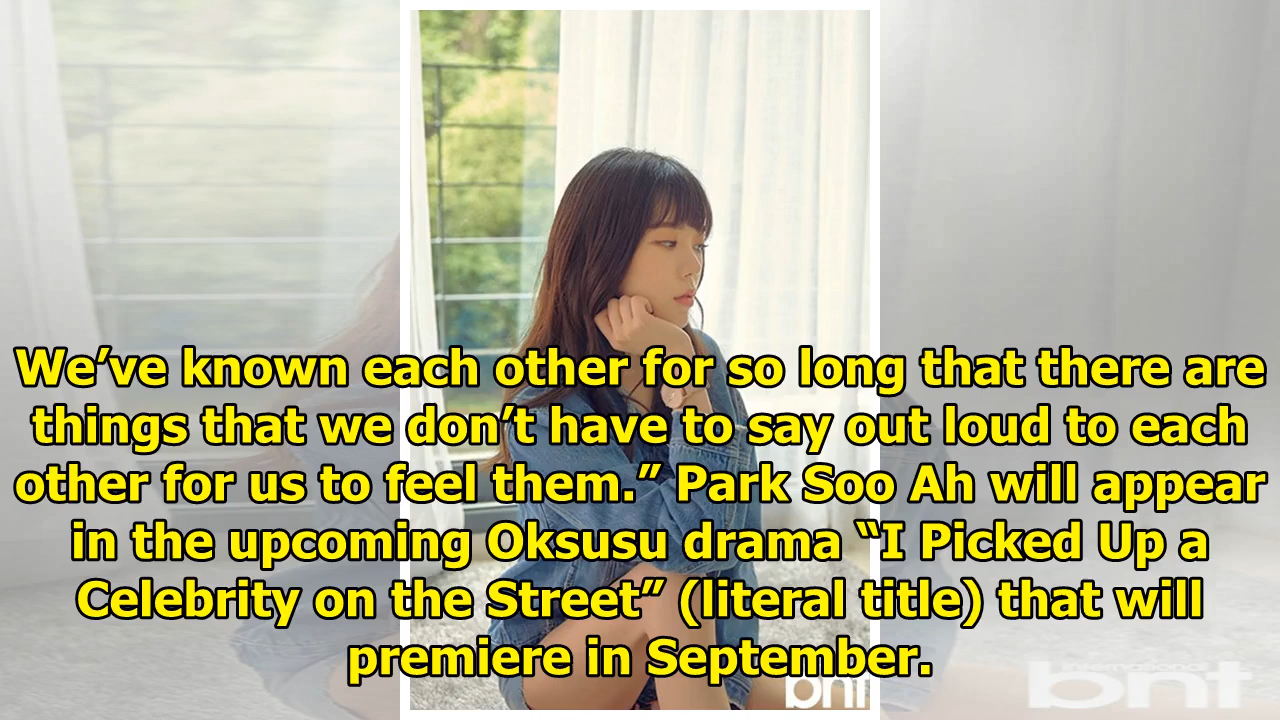 We’ve known each other for so long that there are
things that we don’t have to say out loud to each
other for us to feel them.” Park Soo Ah will appear
in the upcoming Oksusu drama “I Picked Up a
Celebrity on the Street” (literal title) that will
premiere in September.
bnt
international
bnt